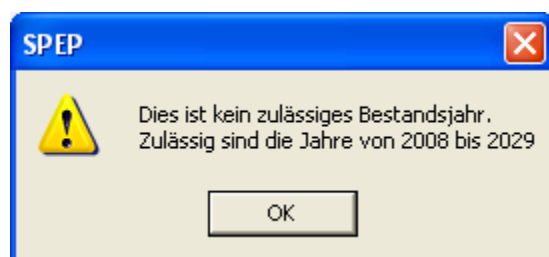 SPEP
Dies ist kein zulässiges Bestandsjahr.
Zulässig sind die Jahre von 2008 bis 2029
OK